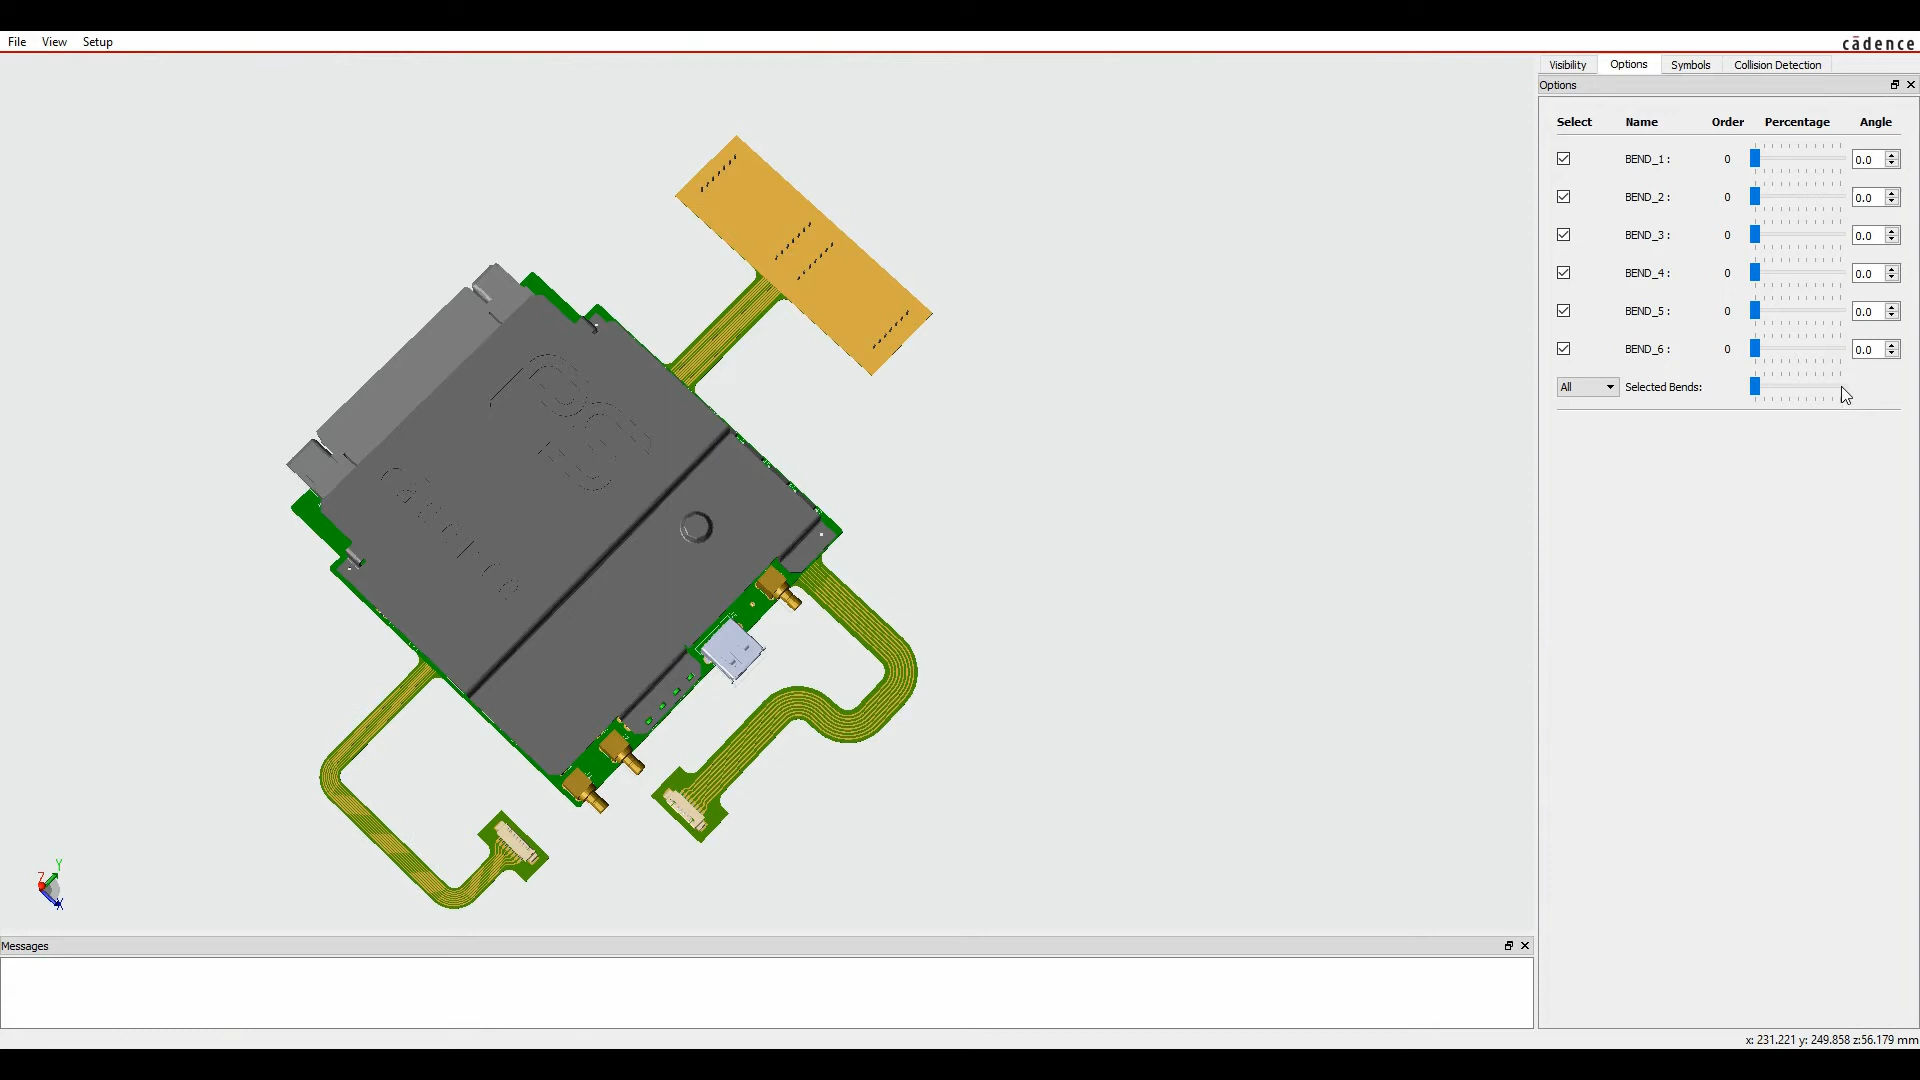 File View Setup
cādence
Visibility Options Symbols Collision Detection
Options
Select Name Order Percentage Angle
BEND_1 : 0 0.0
BEND_2 : 0 0.0
BEND_3 : 0 0.0
BEND_4 : 0 0.0
BEND_5 : 0 0.0
BEND_6 : 0 0.0
All Selected Bends:
Z Y
X
Messages
x: 231.221 y: 249.858 z:56.179 mm